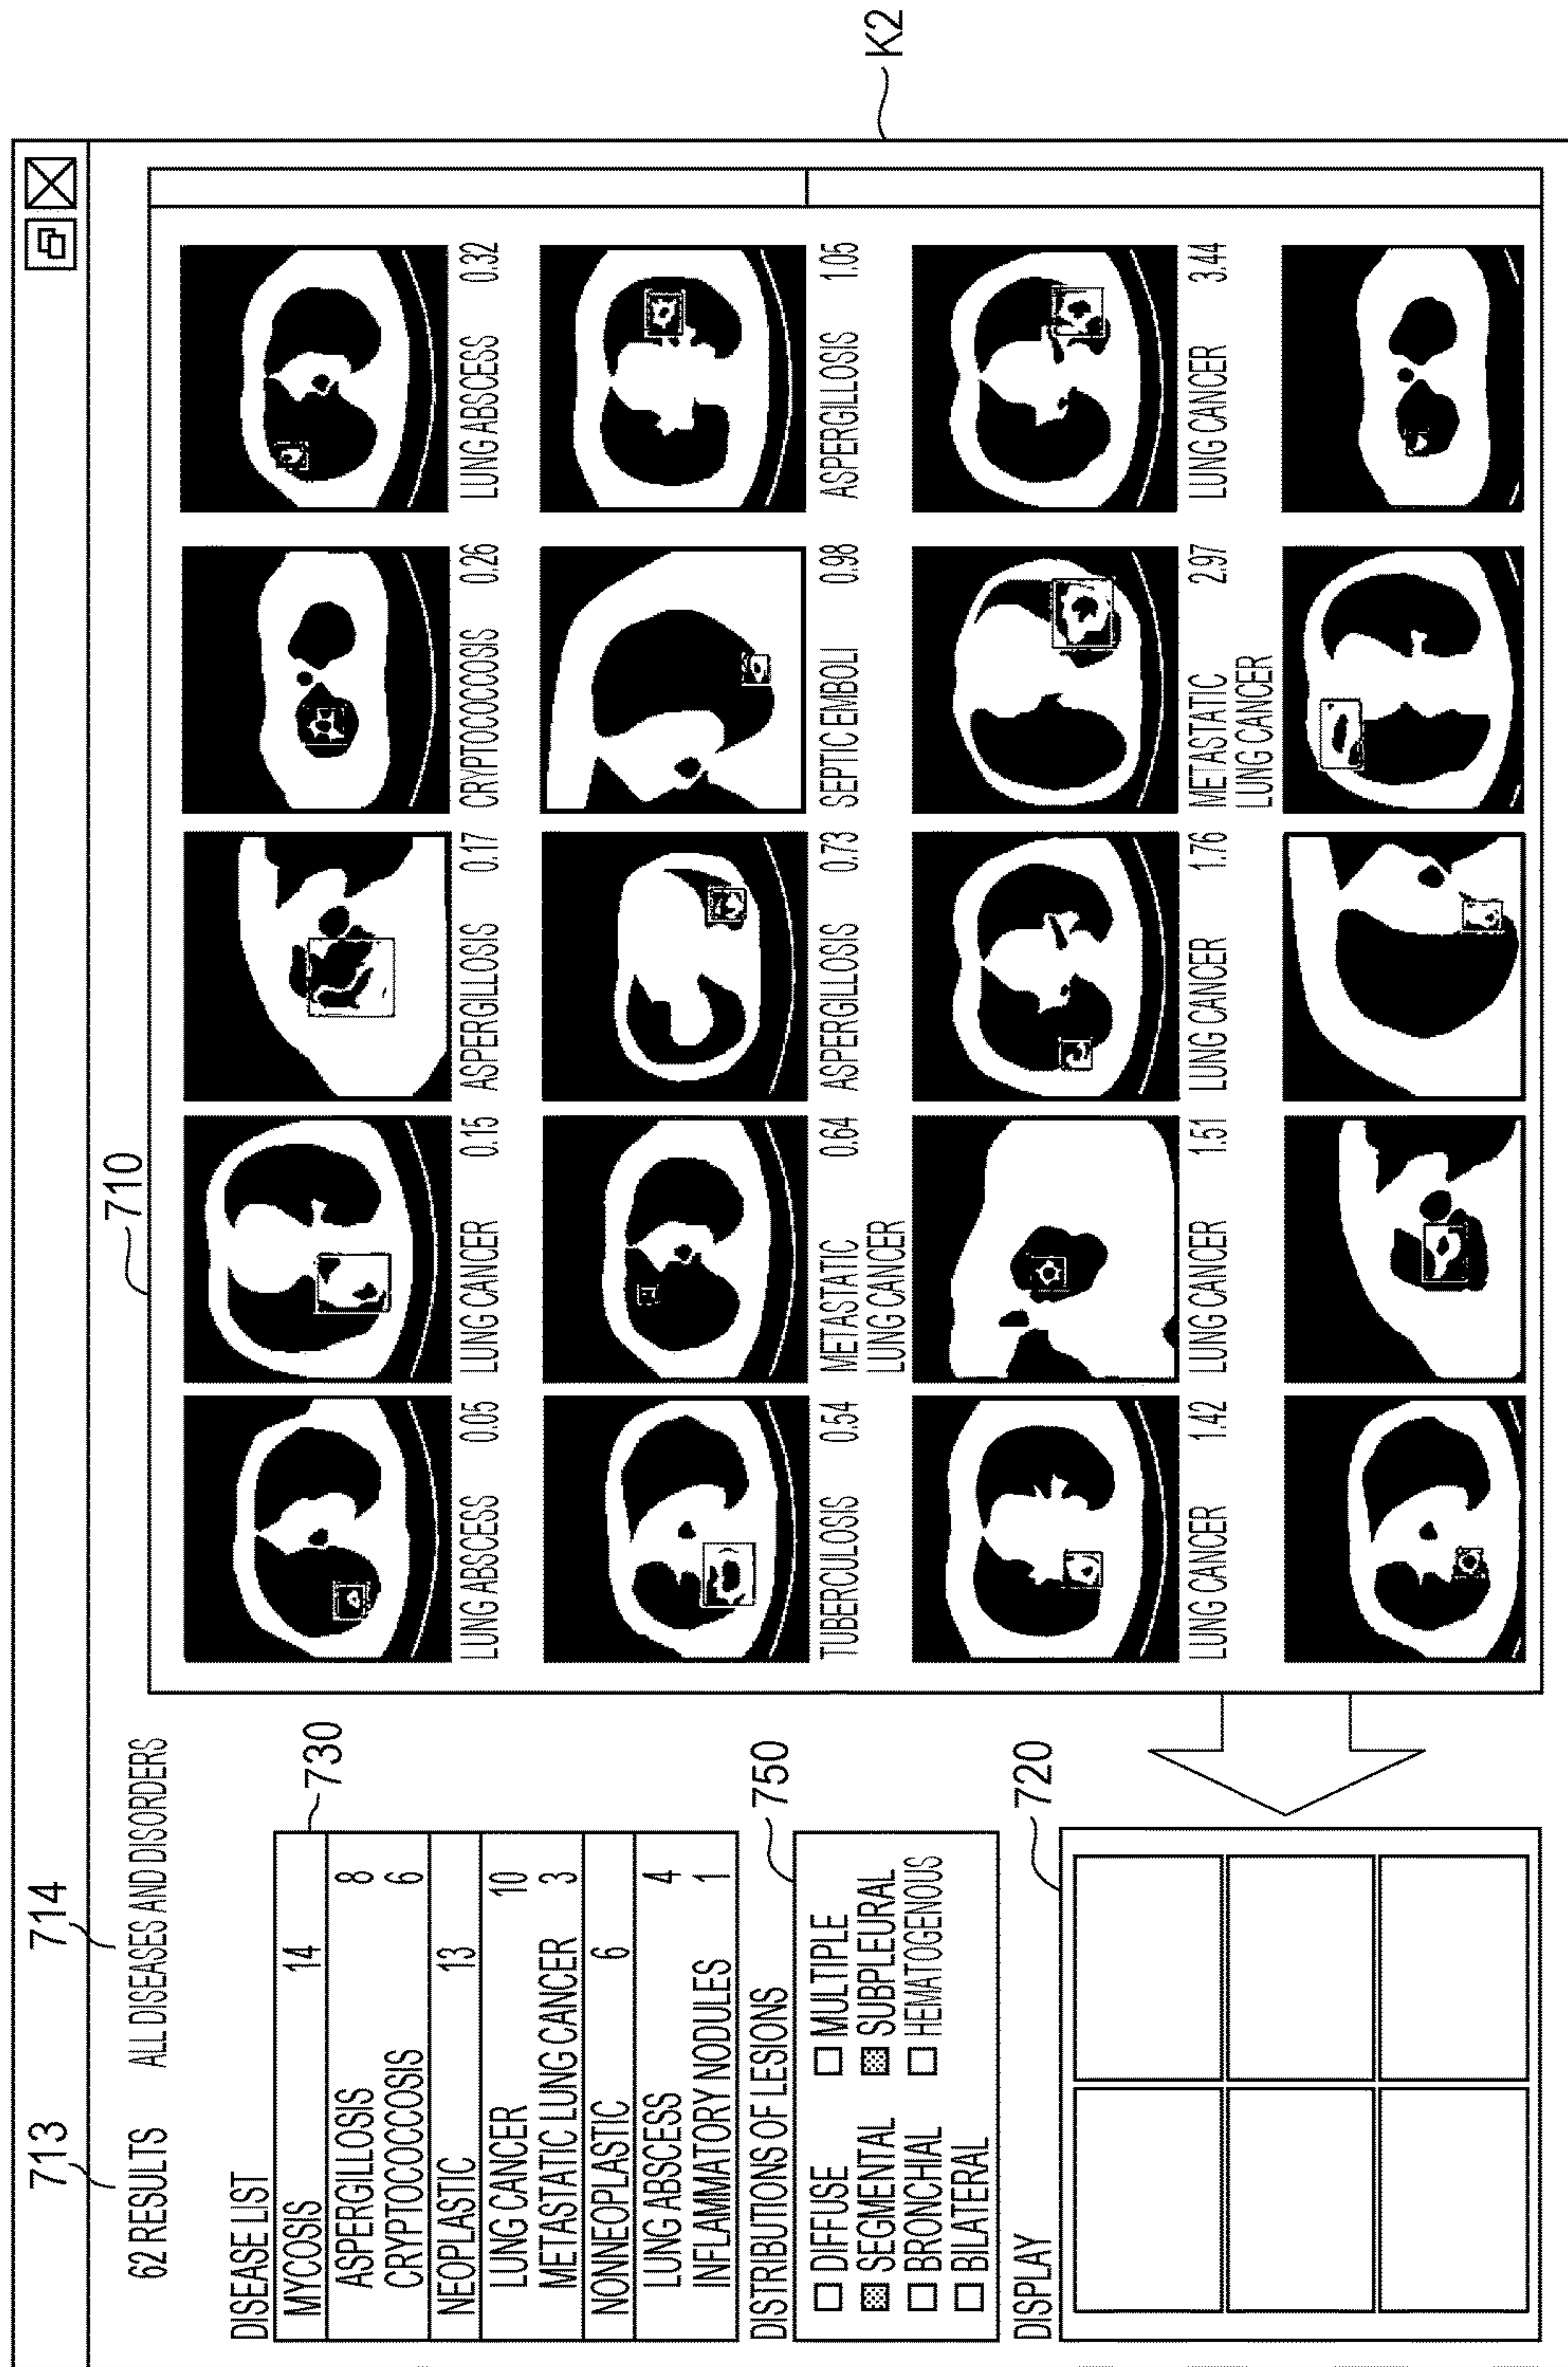 K2
713
714
62 RESULTS
ALL DISEASES AND DISORDERS
710
DISEASE LIST
730
MYCOSIS 14
ASPERGILLOSIS 8
CRYPTOCOCCOSIS 6
NEOPLASTIC 13
LUNG CANCER 10
METASTATIC LUNG CANCER 3
NONNEOPLASTIC 6
LUNG ABSCESS 4
INFLAMMATORY NODULES 1
DISTRIBUTIONS OF LESIONS
750
DIFFUSE MULTIPLE
SEGMENTAL SUBPLEURAL
BRONCHIAL HEMATOGENOUS
BILATERAL
DISPLAY
720
LUNG ABSCESS 0.05
LUNG CANCER 0.15
ASPERGILLOSIS 0.17
CRYPTOCOCCOSIS 0.26
LUNG ABSCESS 0.32
TUBERCULOSIS 0.54
METASTATIC 0.64
LUNG CANCER
ASPERGILLOSIS 0.73
SEPTIC EMBOLI 0.98
ASPERGILLOSIS 1.05
LUNG CANCER 1.42
LUNG CANCER 1.51
LUNG CANCER 1.76
METASTATIC 2.97
LUNG CANCER
LUNG CANCER 3.44